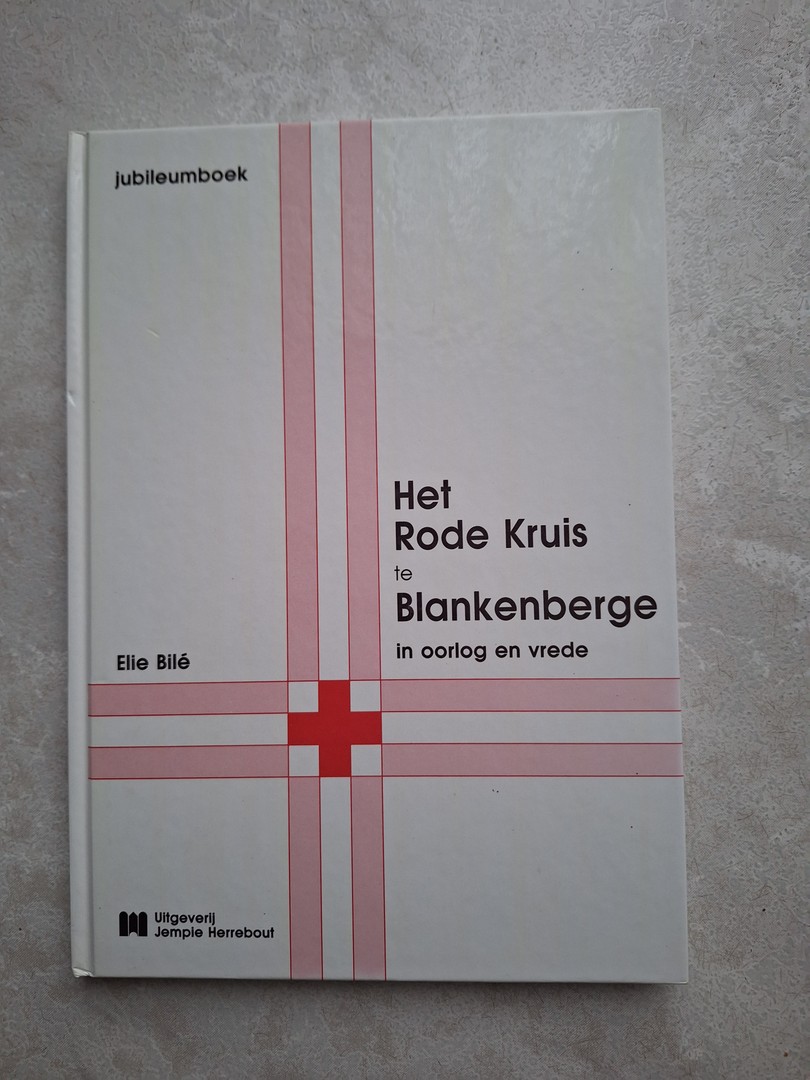 jubileumboek
Het
Rode Kruis
te
Blankenberge
in oorlog en vrede
Elie Bilé
Uitgeverij
Jempie Herrebout